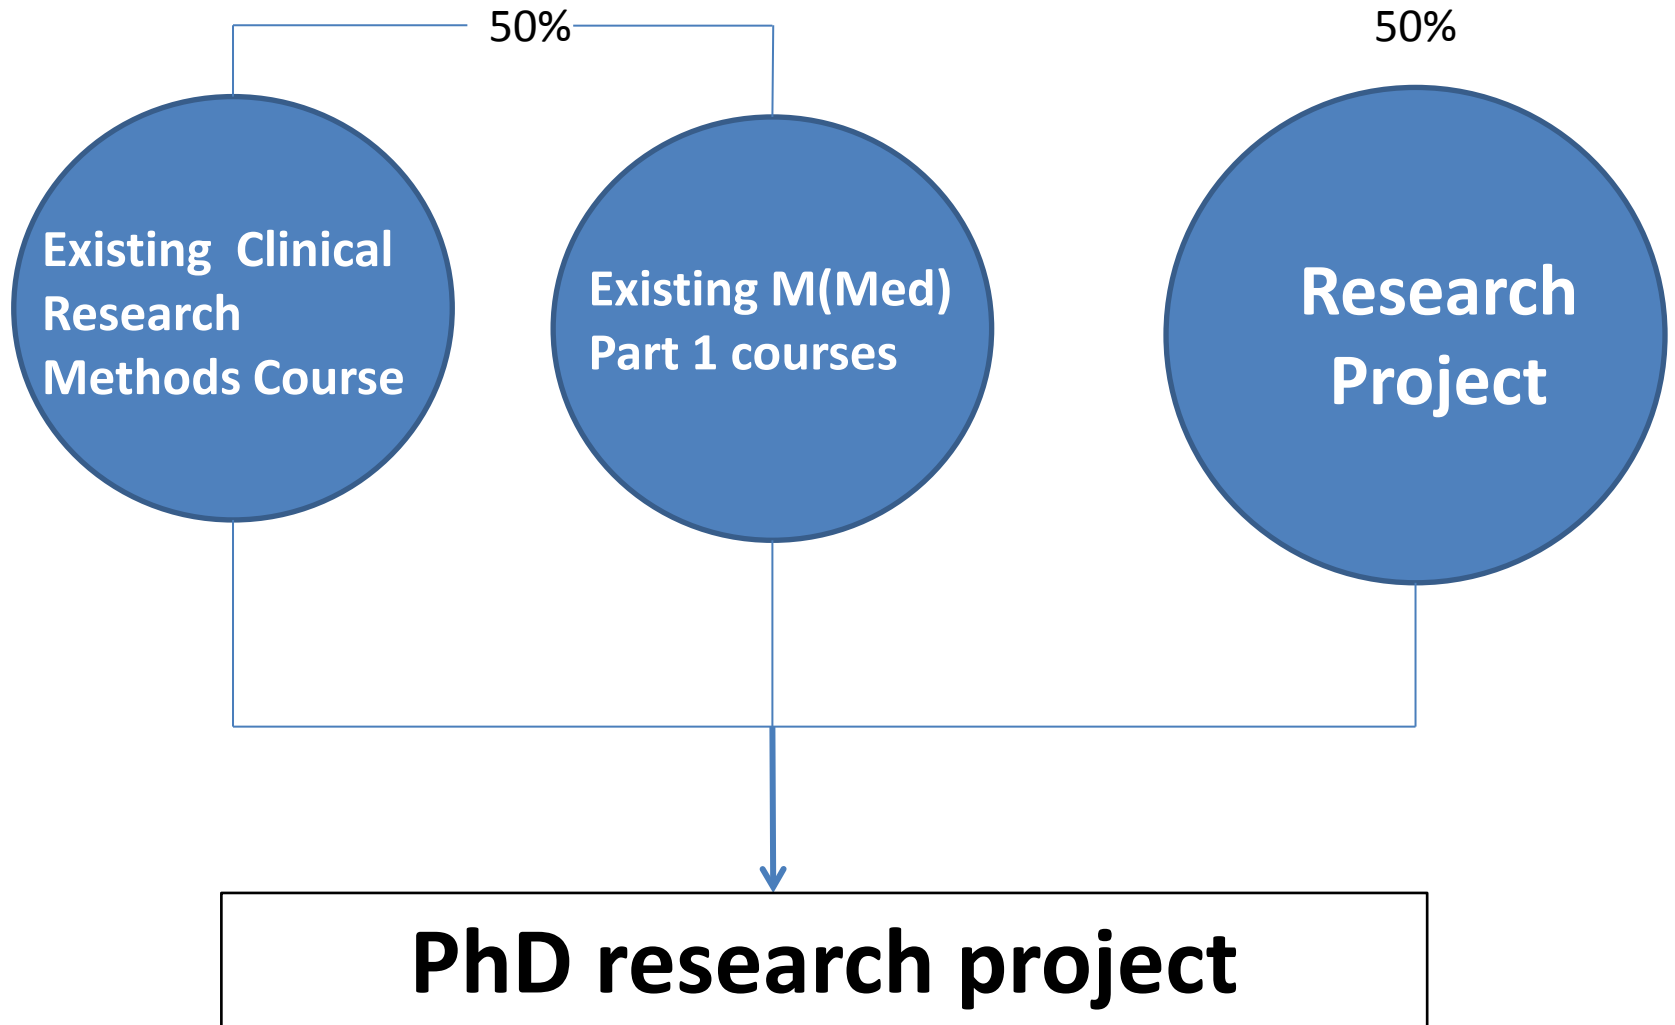 50%
50%
Existing Clinical
Research
Methods Course
Existing M(Med)
Part 1 courses
Research
Project
PhD research project